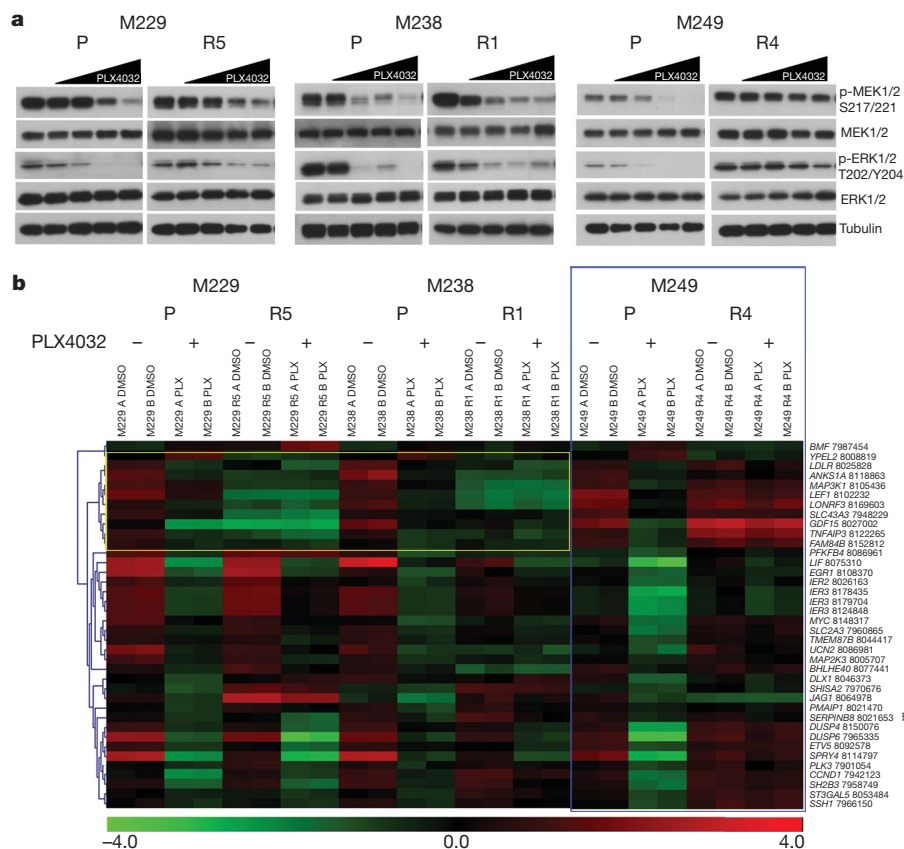 a
M229
M238
M249
P
R5
P
R1
P
R4
PLX4032
PLX4032
PLX4032
PLX4032
PLX4032
PLX4032
p-MEK1/2
S217/221
MEK1/2
p-ERK1/2
T202/Y204
ERK1/2
Tubulin
b
M229
M238
M249
P
R5
P
R1
P
R4
PLX4032
− + − + − + − + − + − +
M229 A DMSO
M229 B DMSO
M229 A PLX
M229 B PLX
M229 R5 A DMSO
M229 R5 B DMSO
M229 R5 A PLX
M229 R5 B PLX
M238 A DMSO
M238 B DMSO
M238 A PLX
M238 B PLX
M238 R1 A DMSO
M238 R1 B DMSO
M238 R1 A PLX
M238 R1 B PLX
M249 A DMSO
M249 B DMSO
M249 A PLX
M249 B PLX
M249 R4 A DMSO
M249 R4 B DMSO
M249 R4 A PLX
M249 R4 B PLX
BMF 7987454
YPEL2 8008819
LDLR 8025828
ANKS1A 8118863
MAP3K1 8105436
LEF1 8102232
LONRF3 8169603
SLC43A3 7948229
GDF15 8027002
TNFAIP3 8122265
FAM84B 8152812
PFKFB4 8086961
LIF 8075310
EGR1 8108370
IER2 8026163
IER3 8178435
IER3 8179704
IER3 8124848
MYC 8148317
SLC2A3 7960865
TMEM87B 8044417
UCN2 8086981
MAP2K3 8005707
BHLHE40 8077441
DLX1 8046373
SHISA2 7970676
JAG1 8064978
PMAIP1 8021470
SERPINB8 8021653
DUSP4 8150076
DUSP6 7965335
ETV5 8092578
SPRY4 8114797
PLK3 7901054
CCND1 7942123
SH2B3 7958749
ST3GAL5 8053484
SSH1 7966150
−4.0
0.0
4.0